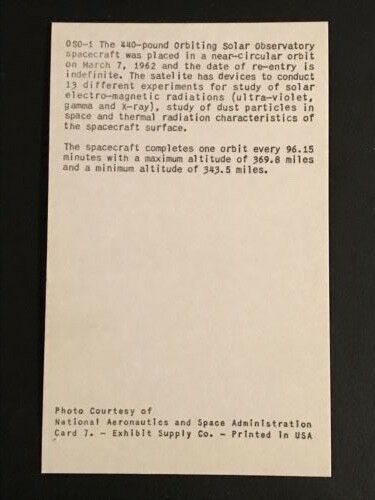 OSO-1 The 440-pound Orbiting Solar Observatory
spacecraft was placed in a near-circular orbit
on March 7, 1962 and the date of re-entry is
indefinite. The satelite has devices to conduct
13 different experiments for study of solar
electro-magnetic radiations (ultra-violet,
gamma and X-ray), study of dust particles in
space and thermal radiation characteristics of
the spacecraft surface.
The spacecraft completes one orbit every 96.15
minutes with a maximum altitude of 369.8 miles
and a minimum altitude of 343.5 miles.
Photo Courtesy of
National Aeronautics and Space Administration
Card 7. - Exhibit Supply Co. - Printed in USA